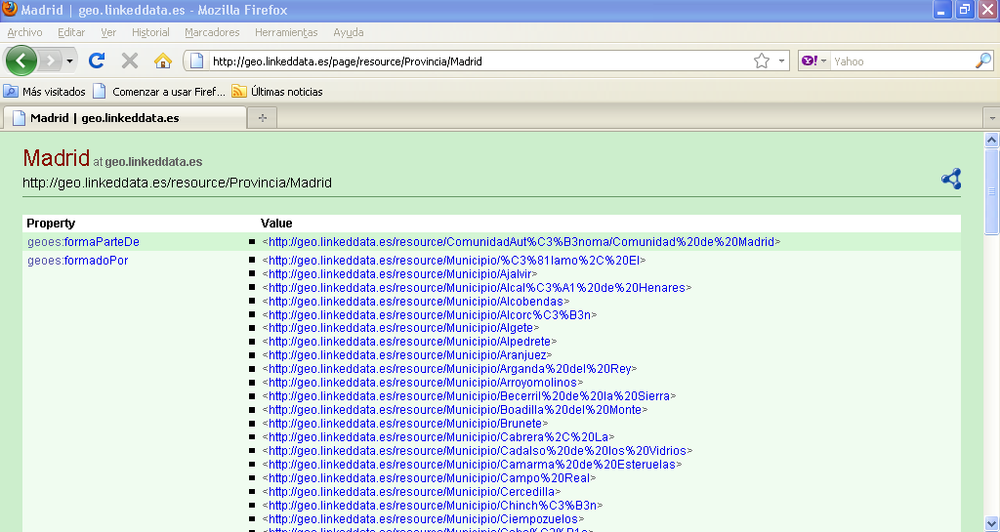 Madrid | geo.linkeddata.es - Mozilla Firefox
Archivo Editar Ver Historial Marcadores Herramientas Ayuda
http://geo.linkeddata.es/page/resource/Provincia/Madrid Yahoo
Más visitados Comenzar a usar Firef... Últimas noticias
Madrid | geo.linkeddata.es
Madrid at geo.linkeddata.es
http://geo.linkeddata.es/resource/Provincia/Madrid
Property Value
geoes:formaParteDe <http://geo.linkeddata.es/resource/ComunidadAut%C3%B3noma/Comunidad%20de%20Madrid>
geoes:formadoPor <http://geo.linkeddata.es/resource/Municipio/%C3%81lamo%2C%20El>
<http://geo.linkeddata.es/resource/Municipio/Ajalvir>
<http://geo.linkeddata.es/resource/Municipio/Alcal%C3%A1%20de%20Henares>
<http://geo.linkeddata.es/resource/Municipio/Alcobendas>
<http://geo.linkeddata.es/resource/Municipio/Alcorc%C3%B3n>
<http://geo.linkeddata.es/resource/Municipio/Algete>
<http://geo.linkeddata.es/resource/Municipio/Alpedrete>
<http://geo.linkeddata.es/resource/Municipio/Aranjuez>
<http://geo.linkeddata.es/resource/Municipio/Arganda%20del%20Rey>
<http://geo.linkeddata.es/resource/Municipio/Arroyomolinos>
<http://geo.linkeddata.es/resource/Municipio/Becerril%20de%20la%20Sierra>
<http://geo.linkeddata.es/resource/Municipio/Boadilla%20del%20Monte>
<http://geo.linkeddata.es/resource/Municipio/Brunete>
<http://geo.linkeddata.es/resource/Municipio/Cabrera%2C%20La>
<http://geo.linkeddata.es/resource/Municipio/Cadalso%20de%20los%20Vidrios>
<http://geo.linkeddata.es/resource/Municipio/Camarma%20de%20Esteruelas>
<http://geo.linkeddata.es/resource/Municipio/Campo%20Real>
<http://geo.linkeddata.es/resource/Municipio/Cercedilla>
<http://geo.linkeddata.es/resource/Municipio/Chinch%C3%B3n>
<http://geo.linkeddata.es/resource/Municipio/Ciempozuelos>